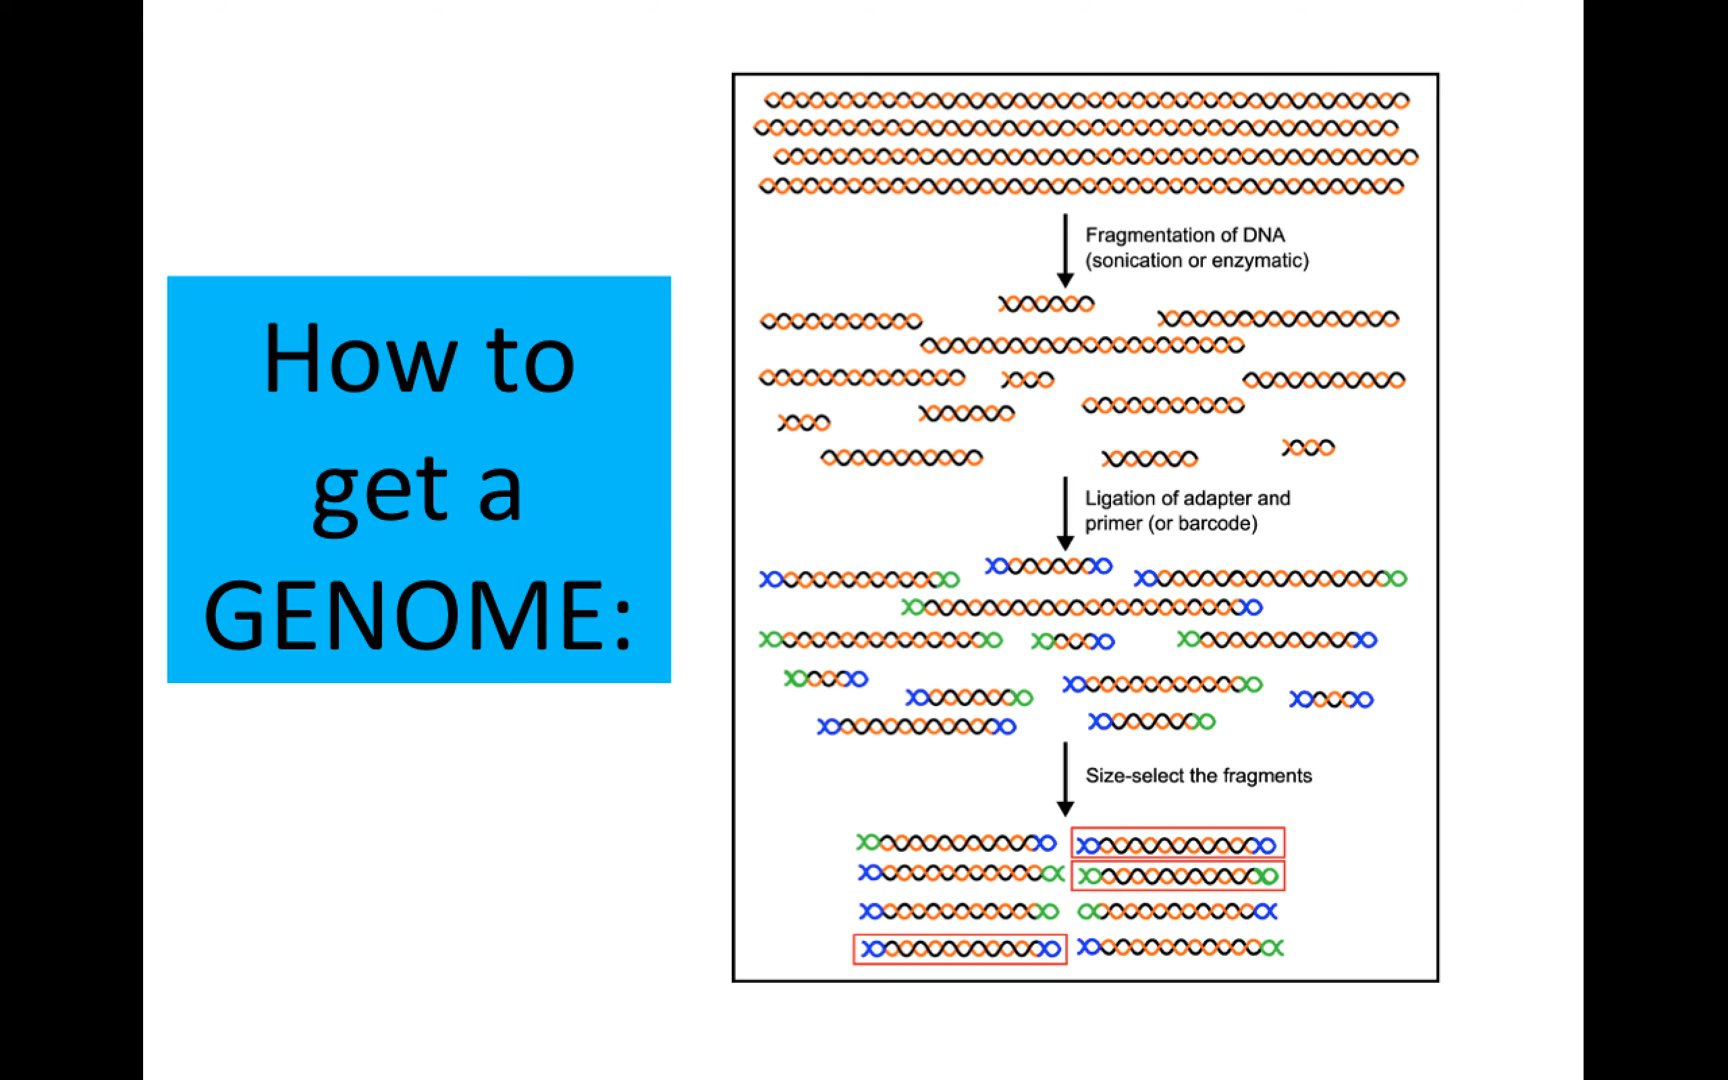 How to
get a
GENOME:
Fragmentation of DNA
(sonication or enzymatic)
Ligation of adapter and
primer (or barcode)
Size-select the fragments